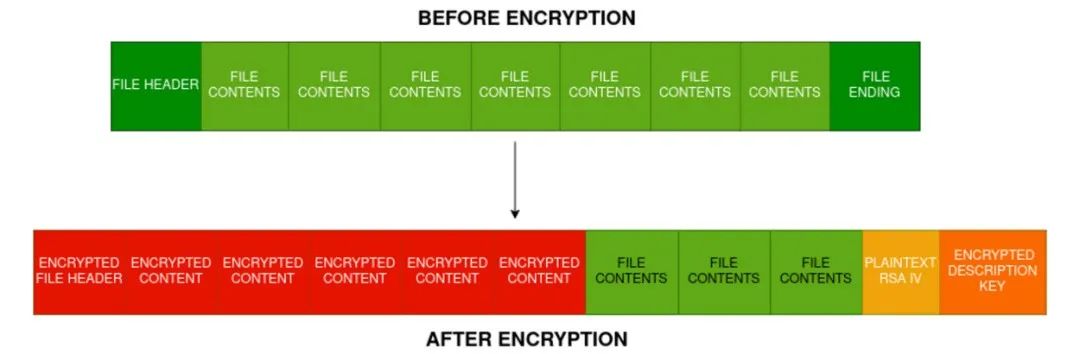 BEFORE ENCRYPTION
FILE HEADER
FILE
CONTENTS
FILE
CONTENTS
FILE
CONTENTS
FILE
CONTENTS
FILE
CONTENTS
FILE
CONTENTS
FILE
CONTENTS
FILE
ENDING
ENCRYPTED
FILE HEADER
ENCRYPTED
CONTENT
ENCRYPTED
CONTENT
ENCRYPTED
CONTENT
ENCRYPTED
CONTENT
ENCRYPTED
CONTENT
FILE
CONTENTS
FILE
CONTENTS
FILE
CONTENTS
PLAINTEXT
RSA IV
ENCRYPTED
DESCRIPTION
KEY
AFTER ENCRYPTION